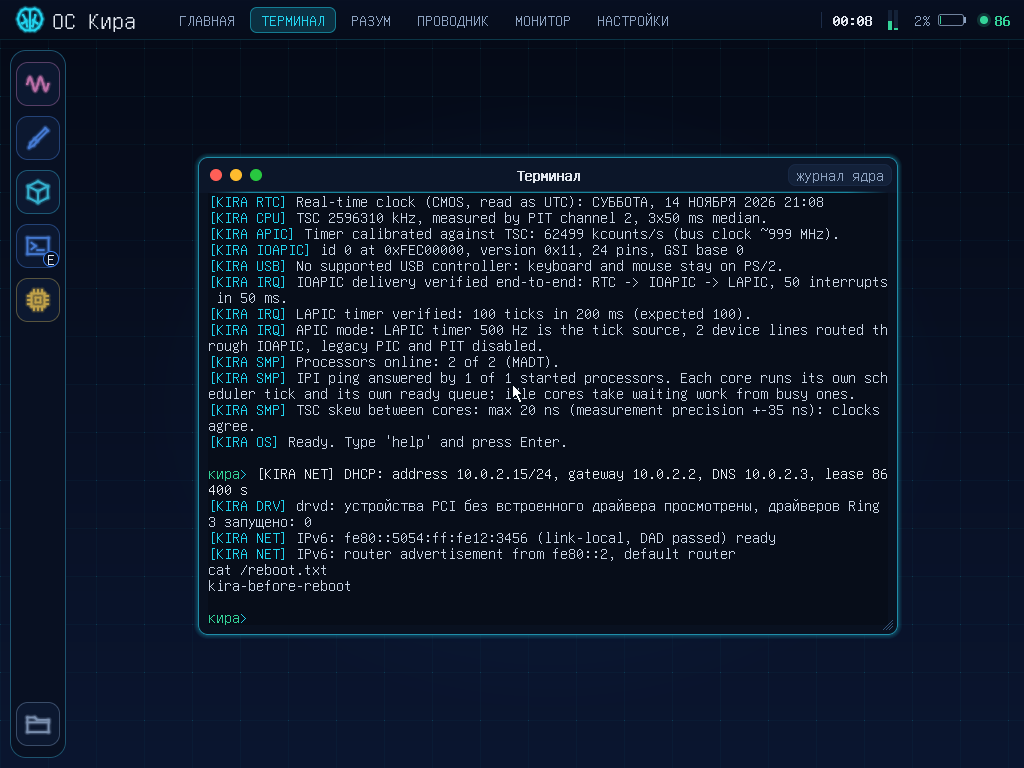 ОС Кира
ГЛАВНАЯ
ТЕРМИНАЛ
РАЗУМ
ПРОВОДНИК
МОНИТОР
НАСТРОЙКИ
00:08
2%
86
E
Терминал
журнал ядра
[KIRA RTC] Real-time clock (CMOS, read as UTC): СУББОТА, 14 НОЯБРЯ 2026 21:08
[KIRA CPU] TSC 2596310 kHz, measured by PIT channel 2, 3x50 ms median.
[KIRA APIC] Timer calibrated against TSC: 62499 kcounts/s (bus clock ~999 MHz).
[KIRA IOAPIC] id 0 at 0xFEC00000, version 0x11, 24 pins, GSI base 0
[KIRA USB] No supported USB controller: keyboard and mouse stay on PS/2.
[KIRA IRQ] IOAPIC delivery verified end-to-end: RTC -> IOAPIC -> LAPIC, 50 interrupts
in 50 ms.
[KIRA IRQ] LAPIC timer verified: 100 ticks in 200 ms (expected 100).
[KIRA IRQ] APIC mode: LAPIC timer 500 Hz is the tick source, 2 device lines routed th
rough IOAPIC, legacy PIC and PIT disabled.
[KIRA SMP] Processors online: 2 of 2 (MADT).
[KIRA SMP] IPI ping answered by 1 of 1 started processors. Each core runs its own sch
eduler tick and its own ready queue; idle cores take waiting work from busy ones.
[KIRA SMP] TSC skew between cores: max 20 ns (measurement precision +-35 ns): clocks
agree.
[KIRA OS] Ready. Type 'help' and press Enter.
кира> [KIRA NET] DHCP: address 10.0.2.15/24, gateway 10.0.2.2, DNS 10.0.2.3, lease 86
400 s
[KIRA DRV] drvd: устройства PCI без встроенного драйвера просмотрены, драйверов Ring
3 запущено: 0
[KIRA NET] IPv6: fe80::5054:ff:fe12:3456 (link-local, DAD passed) ready
[KIRA NET] IPv6: router advertisement from fe80::2, default router
cat /reboot.txt
kira-before-reboot
кира>